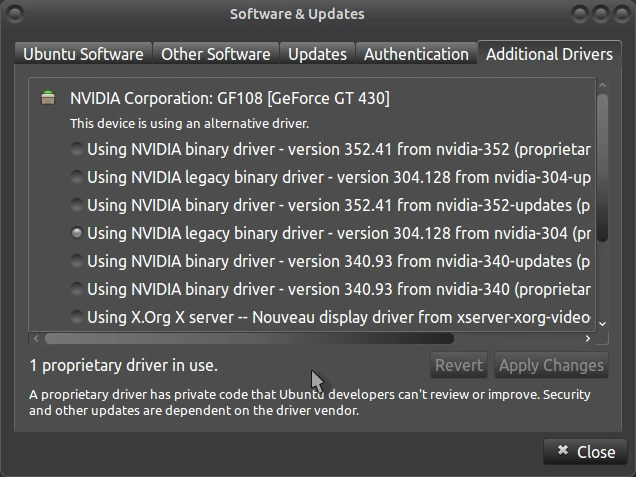 Software & Updates
Ubuntu Software Other Software Updates Authentication Additional Drivers
NVIDIA Corporation: GF108 [GeForce GT 430]
This device is using an alternative driver.
Using NVIDIA binary driver - version 352.41 from nvidia-352 (proprietar
Using NVIDIA legacy binary driver - version 304.128 from nvidia-304-up
Using NVIDIA binary driver - version 352.41 from nvidia-352-updates (p
Using NVIDIA legacy binary driver - version 304.128 from nvidia-304 (pr
Using NVIDIA binary driver - version 340.93 from nvidia-340-updates (p
Using NVIDIA binary driver - version 340.93 from nvidia-340 (proprietar
Using X.Org X server -- Nouveau display driver from xserver-xorg-video
1 proprietary driver in use.
Revert Apply Changes
A proprietary driver has private code that Ubuntu developers can't review or improve. Security
and other updates are dependent on the driver vendor.
Close